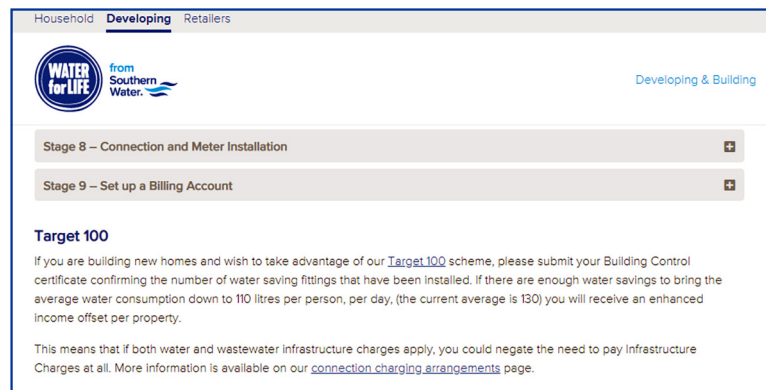 Household Developing Retailers
WATER
for LIFE
from
Southern
Water.
Developing & Building
Stage 8 – Connection and Meter Installation
Stage 9 – Set up a Billing Account
Target 100
If you are building new homes and wish to take advantage of our Target 100 scheme, please submit your Building Control
certificate confirming the number of water saving fittings that have been installed. If there are enough water savings to bring the
average water consumption down to 110 litres per person, per day, (the current average is 130) you will receive an enhanced
income offset per property.
This means that if both water and wastewater infrastructure charges apply, you could negate the need to pay Infrastructure
Charges at all. More information is available on our connection charging arrangements page.